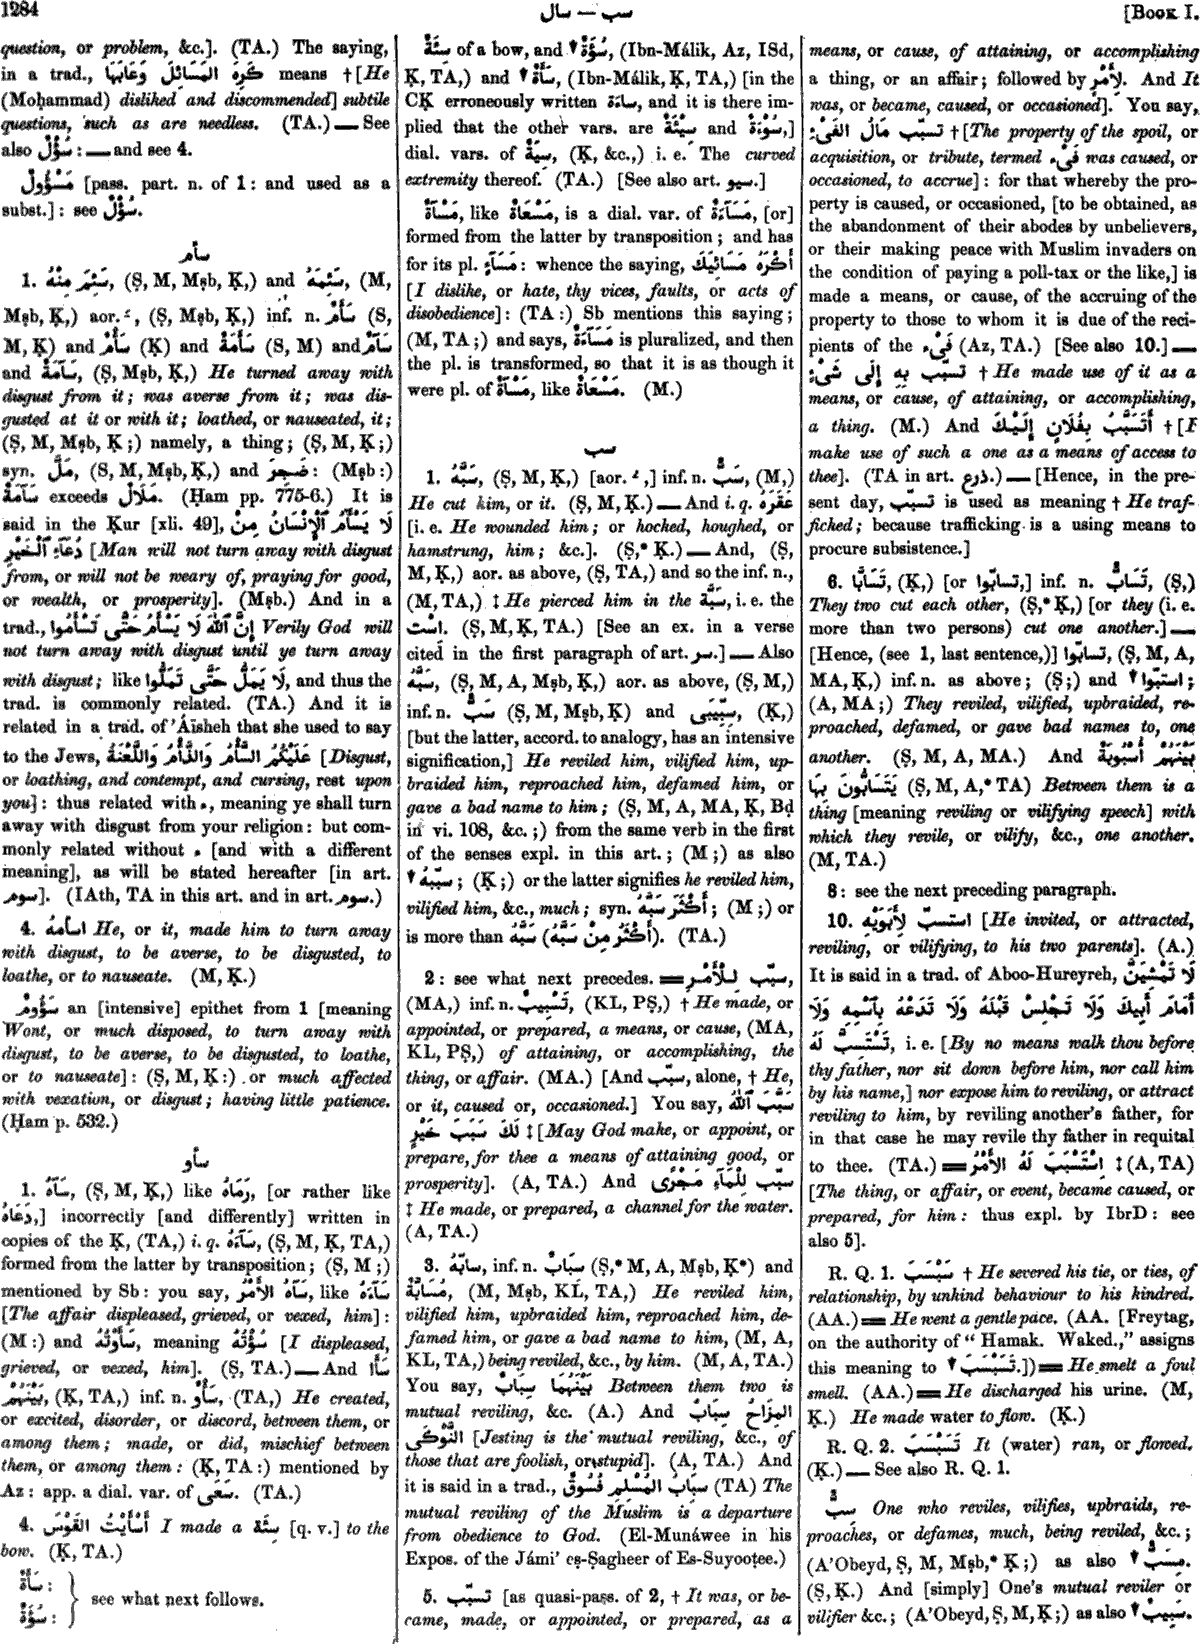 1284
سب — سال
[BOOK I.
question, or problem, &c.]. (TA.) The saying,
in a trad., كَرِهَ المَسَائِلَ وَعَابَهَا means † [He
(Moḥammad) disliked and discommended] subtile
questions, such as are needless. (TA.) — See
also سُؤْلٌ: — and see 4.
مَسْؤُولٌ [pass. part. n. of 1: and used as a
subst.]: see سُؤْلٌ.
سأم
1. سَئِمَ مِنْهُ, (Ṣ, M, Mṣb, Ḳ,) and سَئِمَهُ, (M,
Mṣb, Ḳ,) aor. ـَ, (Ṣ, Mṣb, Ḳ,) inf. n. سَأَمٌ (Ṣ,
M, Ḳ) and سَأْمٌ (Ḳ) and سَأْمَةٌ (Ṣ, M) and سَآمٌ
and سَآمَةٌ, (Ṣ, Mṣb, Ḳ,) He turned away with
disgust from it; was averse from it; was dis-
gusted at it or with it; loathed, or nauseated, it;
(Ṣ, M, Mṣb, Ḳ;) namely, a thing; (Ṣ, M, Ḳ;)
syn. مَلَّ, (Ṣ, M, Mṣb, Ḳ,) and ضَجِرَ: (Mṣb:)
سَآمَةٌ exceeds مَلَالٌ. (Ḥam pp. 775-6.) It is
said in the Ḳur [xli. 49], لَا يَسْأَمُ ٱلْإِنْسَانُ مِنْ
دُعَآءِ ٱلْخَيْرِ [Man will not turn away with disgust
from, or will not be weary of, praying for good,
or wealth, or prosperity]. (Mṣb.) And in a
trad., إِنَّ ٱللّٰهَ لَا يَسْأَمُ حَتَّى تَسْأَمُوا Verily God will
not turn away with disgust until ye turn away
with disgust; like لَا يَمَلُّ حَتَّى تَمَلُّوا, and thus the
trad. is commonly related. (TA.) And it is
related in a trad. of 'Áïsheh that she used to say
to the Jews, عَلَيْكُمُ السَّأْمُ وَالذَّأْمُ وَاللَّعْنَةُ [Disgust,
or loathing, and contempt, and cursing, rest upon
you]: thus related with ء, meaning ye shall turn
away with disgust from your religion: but com-
monly related without ء [and with a different
meaning], as will be stated hereafter [in art.
سوم]. (IAth, TA in this art. and in art. سوم.)
4. اسأمهُ He, or it, made him to turn away
with disgust, to be averse, to be disgusted, to
loathe, or to nauseate. (M, Ḳ.)
سَؤُومٌ an [intensive] epithet from 1 [meaning
Wont, or much disposed, to turn away with
disgust, to be averse, to be disgusted, to loathe,
or to nauseate]: (Ṣ, M, Ḳ:) or much affected
with vexation, or disgust; having little patience.
(Ḥam p. 532.)
سأو
1. سَآهُ, (Ṣ, M, Ḳ,) like رَمَاهُ, [or rather like
دَعَاهُ,] incorrectly [and differently] written in
copies of the Ḳ, (TA,) i. q. سَآءَهُ, (Ṣ, M, Ḳ, TA,)
formed from the latter by transposition; (Ṣ, M;)
mentioned by Sb: you say, سَآهُ الأَمْرُ, like سَآءَهُ
[The affair displeased, grieved, or vexed, him]:
(M:) and سَأَوْتُهُ, meaning سُؤْتُهُ [I displeased,
grieved, or vexed, him]. (Ṣ, TA.) — And سَأَا
بَيْنَهُمْ, (Ḳ, TA,) inf. n. سَأْوٌ, (TA,) He created,
or excited, disorder, or discord, between them, or
among them; made, or did, mischief between
them, or among them: (Ḳ, TA:) mentioned by
Az: app. a dial. var. of سَعَى. (TA.)
4. أَسْأَيْتُ القَوْسَ I made a سِئَة [q. v.] to the
bow. (Ḳ, TA.)
سَأَةٌ: سُؤَةٌ: } see what next follows.
سِئَةٌ of a bow, and ▼ سُؤَةٌ, (Ibn-Málik, Az, ISd,
Ḳ, TA,) and ▼ سَأَةٌ, (Ibn-Málik, Ḳ, TA,) [in the
CḲ erroneously written ساءَة, and it is there im-
plied that the other vars. are سِيْئَةٌ and سُوْءَةٌ,]
dial. vars. of سِيَةٌ, (Ḳ, &c.,) i. e. The curved
extremity thereof. (TA.) [See also art. سيو.]
مَسْآةٌ, like مَسْعَاةٌ, is a dial. var. of مَسَآءَةٌ, [or]
formed from the latter by transposition; and has
for its pl. مَسَآءٍ: whence the saying, أَكْرَهُ مَسَائِيَكَ
[I dislike, or hate, thy vices, faults, or acts of
disobedience]: (TA:) Sb mentions this saying;
(M, TA;) and says, مَسَآءَةٌ is pluralized, and then
the pl. is transformed, so that it is as though it
were pl. of مَسْآةٌ, like مَسْعَاةٌ. (M.)
سب
1. سَبَّهُ, (Ṣ, M, Ḳ,) [aor. ـُ,] inf. n. سَبٌّ, (M,)
He cut him, or it. (Ṣ, M, Ḳ.) — And i. q. عَقَرَهُ
[i. e. He wounded him; or hocked, houghed, or
hamstrung, him; &c.]. (Ṣ,* Ḳ.) — And, (Ṣ,
M, Ḳ,) aor. as above, (Ṣ, TA,) and so the inf. n.,
(M, TA,) ‡ He pierced him in the سَبَّة, i. e. the
اسْت. (Ṣ, M, Ḳ, TA.) [See an ex. in a verse
cited in the first paragraph of art. سر.] — Also
سَبَّهُ, (Ṣ, M, A, Mṣb, Ḳ,) aor. as above, (Ṣ, M,)
inf. n. سَبٌّ (Ṣ, M, Mṣb, Ḳ) and سِبِّيبَى, (Ḳ,)
[but the latter, accord. to analogy, has an intensive
signification,] He reviled him, vilified him, up-
braided him, reproached him, defamed him, or
gave a bad name to him; (Ṣ, M, A, MA, Ḳ, Bḍ
in vi. 108, &c.;) from the same verb in the first
of the senses expl. in this art.; (M;) as also
▼ سبّبهُ; (Ḳ;) or the latter signifies he reviled him,
vilified him, &c., much; syn. أَكْثَرَ سَبَّهُ; (M;) or
is more than سَبَّهُ (أَكْثَرُ مِنْ سَبَّهُ). (TA.)
2: see what next precedes. = سبّب لِلْأَمْرِ,
(MA,) inf. n. تَسْبِيبٌ, (KL, PṢ,) † He made, or
appointed, or prepared, a means, or cause, (MA,
KL, PṢ,) of attaining, or accomplishing, the
thing, or affair. (MA.) [And سبّب, alone, † He,
or it, caused or, occasioned.] You say, سَبَّبَ ٱللّٰهُ
لَكَ سَبَبَ خَيْرٍ ‡ [May God make, or appoint, or
prepare, for thee a means of attaining good, or
prosperity]. (A, TA.) And سبّب لِلْمَآءِ مَجْرًى
‡ He made, or prepared, a channel for the water.
(A, TA.)
3. سابّهُ, inf. n. سِبَابٌ (Ṣ,* M, A, Mṣb, Ḳ*) and
مُسَابَّةٌ, (M, Mṣb, KL, TA,) He reviled him,
vilified him, upbraided him, reproached him, de-
famed him, or gave a bad name to him, (M, A,
KL, TA,) being reviled, &c., by him. (M, A, TA.)
You say, بَيْنَهُمَا سِبَابٌ Between them two is
mutual reviling, &c. (A.) And المِزَاحُ سِبَابُ
النَّوْكَى [Jesting is the mutual reviling, &c., of
those that are foolish, or stupid]. (A, TA.) And
it is said in a trad., سِبَابُ المُسْلِمِ فُسُوقٌ (TA) The
mutual reviling of the Muslim is a departure
from obedience to God. (El-Munáwee in his
Expos. of the Jámi' eṣ-Ṣagheer of Es-Suyooṭee.)
5. تسبّب [as quasi-pass. of 2, † It was, or be-
came, made, or appointed, or prepared, as a
means, or cause, of attaining, or accomplishing
a thing, or an affair; followed by لِأَمْرٍ. And It
was, or became, caused, or occasioned]. You say,
تسبّب مَالُ الفَيْءِ † [The property of the spoil, or
acquisition, or tribute, termed فَيْء was caused, or
occasioned, to accrue]: for that whereby the pro-
perty is caused, or occasioned, [to be obtained, as
the abandonment of their abodes by unbelievers,
or their making peace with Muslim invaders on
the condition of paying a poll-tax or the like,] is
made a means, or cause, of the accruing of the
property to those to whom it is due of the reci-
pients of the فَيْء. (Az, TA.) [See also 10.] —
تسبّب بِهِ إِلَى شَىْءٍ † He made use of it as a
means, or cause, of attaining, or accomplishing,
a thing. (M.) And أَتَسَبَّبُ بِفُلَانٍ إِلَيْكَ † [I
make use of such a one as a means of access to
thee]. (TA in art. ذرع.) — [Hence, in the pre-
sent day, تسبّب is used as meaning † He traf-
ficked; because trafficking is a using means to
procure subsistence.]
6. تَسَابَّا, (Ḳ,) [or تسابّوا,] inf. n. تَسَابٌّ, (Ṣ,)
They two cut each other, (Ṣ,* Ḳ,) [or they (i. e.
more than two persons) cut one another.] —
[Hence, (see 1, last sentence,)] تسابّوا, (Ṣ, M, A,
MA, Ḳ,) inf. n. as above; (Ṣ;) and ▼ استبّوا;
(A, MA;) They reviled, vilified, upbraided, re-
proached, defamed, or gave bad names to, one
another. (Ṣ, M, A, MA.) And بَيْنَهُمْ أُسْبُوبَةٌ
يَتَسَابُّونَ بِهَا (Ṣ, M, A,* TA) Between them is a
thing [meaning reviling or vilifying speech] with
which they revile, or vilify, &c., one another.
(M, TA.)
8: see the next preceding paragraph.
10. استسبّ لِأَبَوَيْهِ [He invited, or attracted,
reviling, or vilifying, to his two parents]. (A.)
It is said in a trad. of Aboo-Hureyreh, لَا تَمْشِيَنَّ
أَمَامَ أَبِيكَ وَلَا تَجْلِسْ قَبْلَهُ وَلَا تَدْعُهُ بِٱسْمِهِ وَلَا
تَسْتَسِبَّ لَهُ, i. e. [By no means walk thou before
thy father, nor sit down before him, nor call him
by his name,] nor expose him to reviling, or attract
reviling to him, by reviling another's father, for
in that case he may revile thy father in requital
to thee. (TA.) = اِسْتَسْبَبَ لَهُ الأَمْرُ ‡ (A, TA)
[The thing, or affair, or event, became caused, or
prepared, for him: thus expl. by IbrD: see
also 5].
R. Q. 1. سَبْسَبَ † He severed his tie, or ties, of
relationship, by unkind behaviour to his kindred.
(AA.) = He went a gentle pace. (AA. [Freytag,
on the authority of “Hamak. Waked.,” assigns
this meaning to ▼ تَسَبْسَبَ.]) = He smelt a foul
smell. (AA.) = He discharged his urine. (M,
Ḳ.) He made water to flow. (Ḳ.)
R. Q. 2. تَسَبْسَبَ It (water) ran, or flowed.
(Ḳ.) — See also R. Q. 1.
سِبٌّ One who reviles, vilifies, upbraids, re-
proaches, or defames, much, being reviled, &c.;
(A'Obeyd, Ṣ, M, Mṣb,* Ḳ;) as also ▼ مِسَبٌّ.
(Ṣ, Ḳ.) And [simply] One's mutual reviler or
vilifier &c.; (A'Obeyd, Ṣ, M, Ḳ;) as also ▼ سَبِيبٌ.